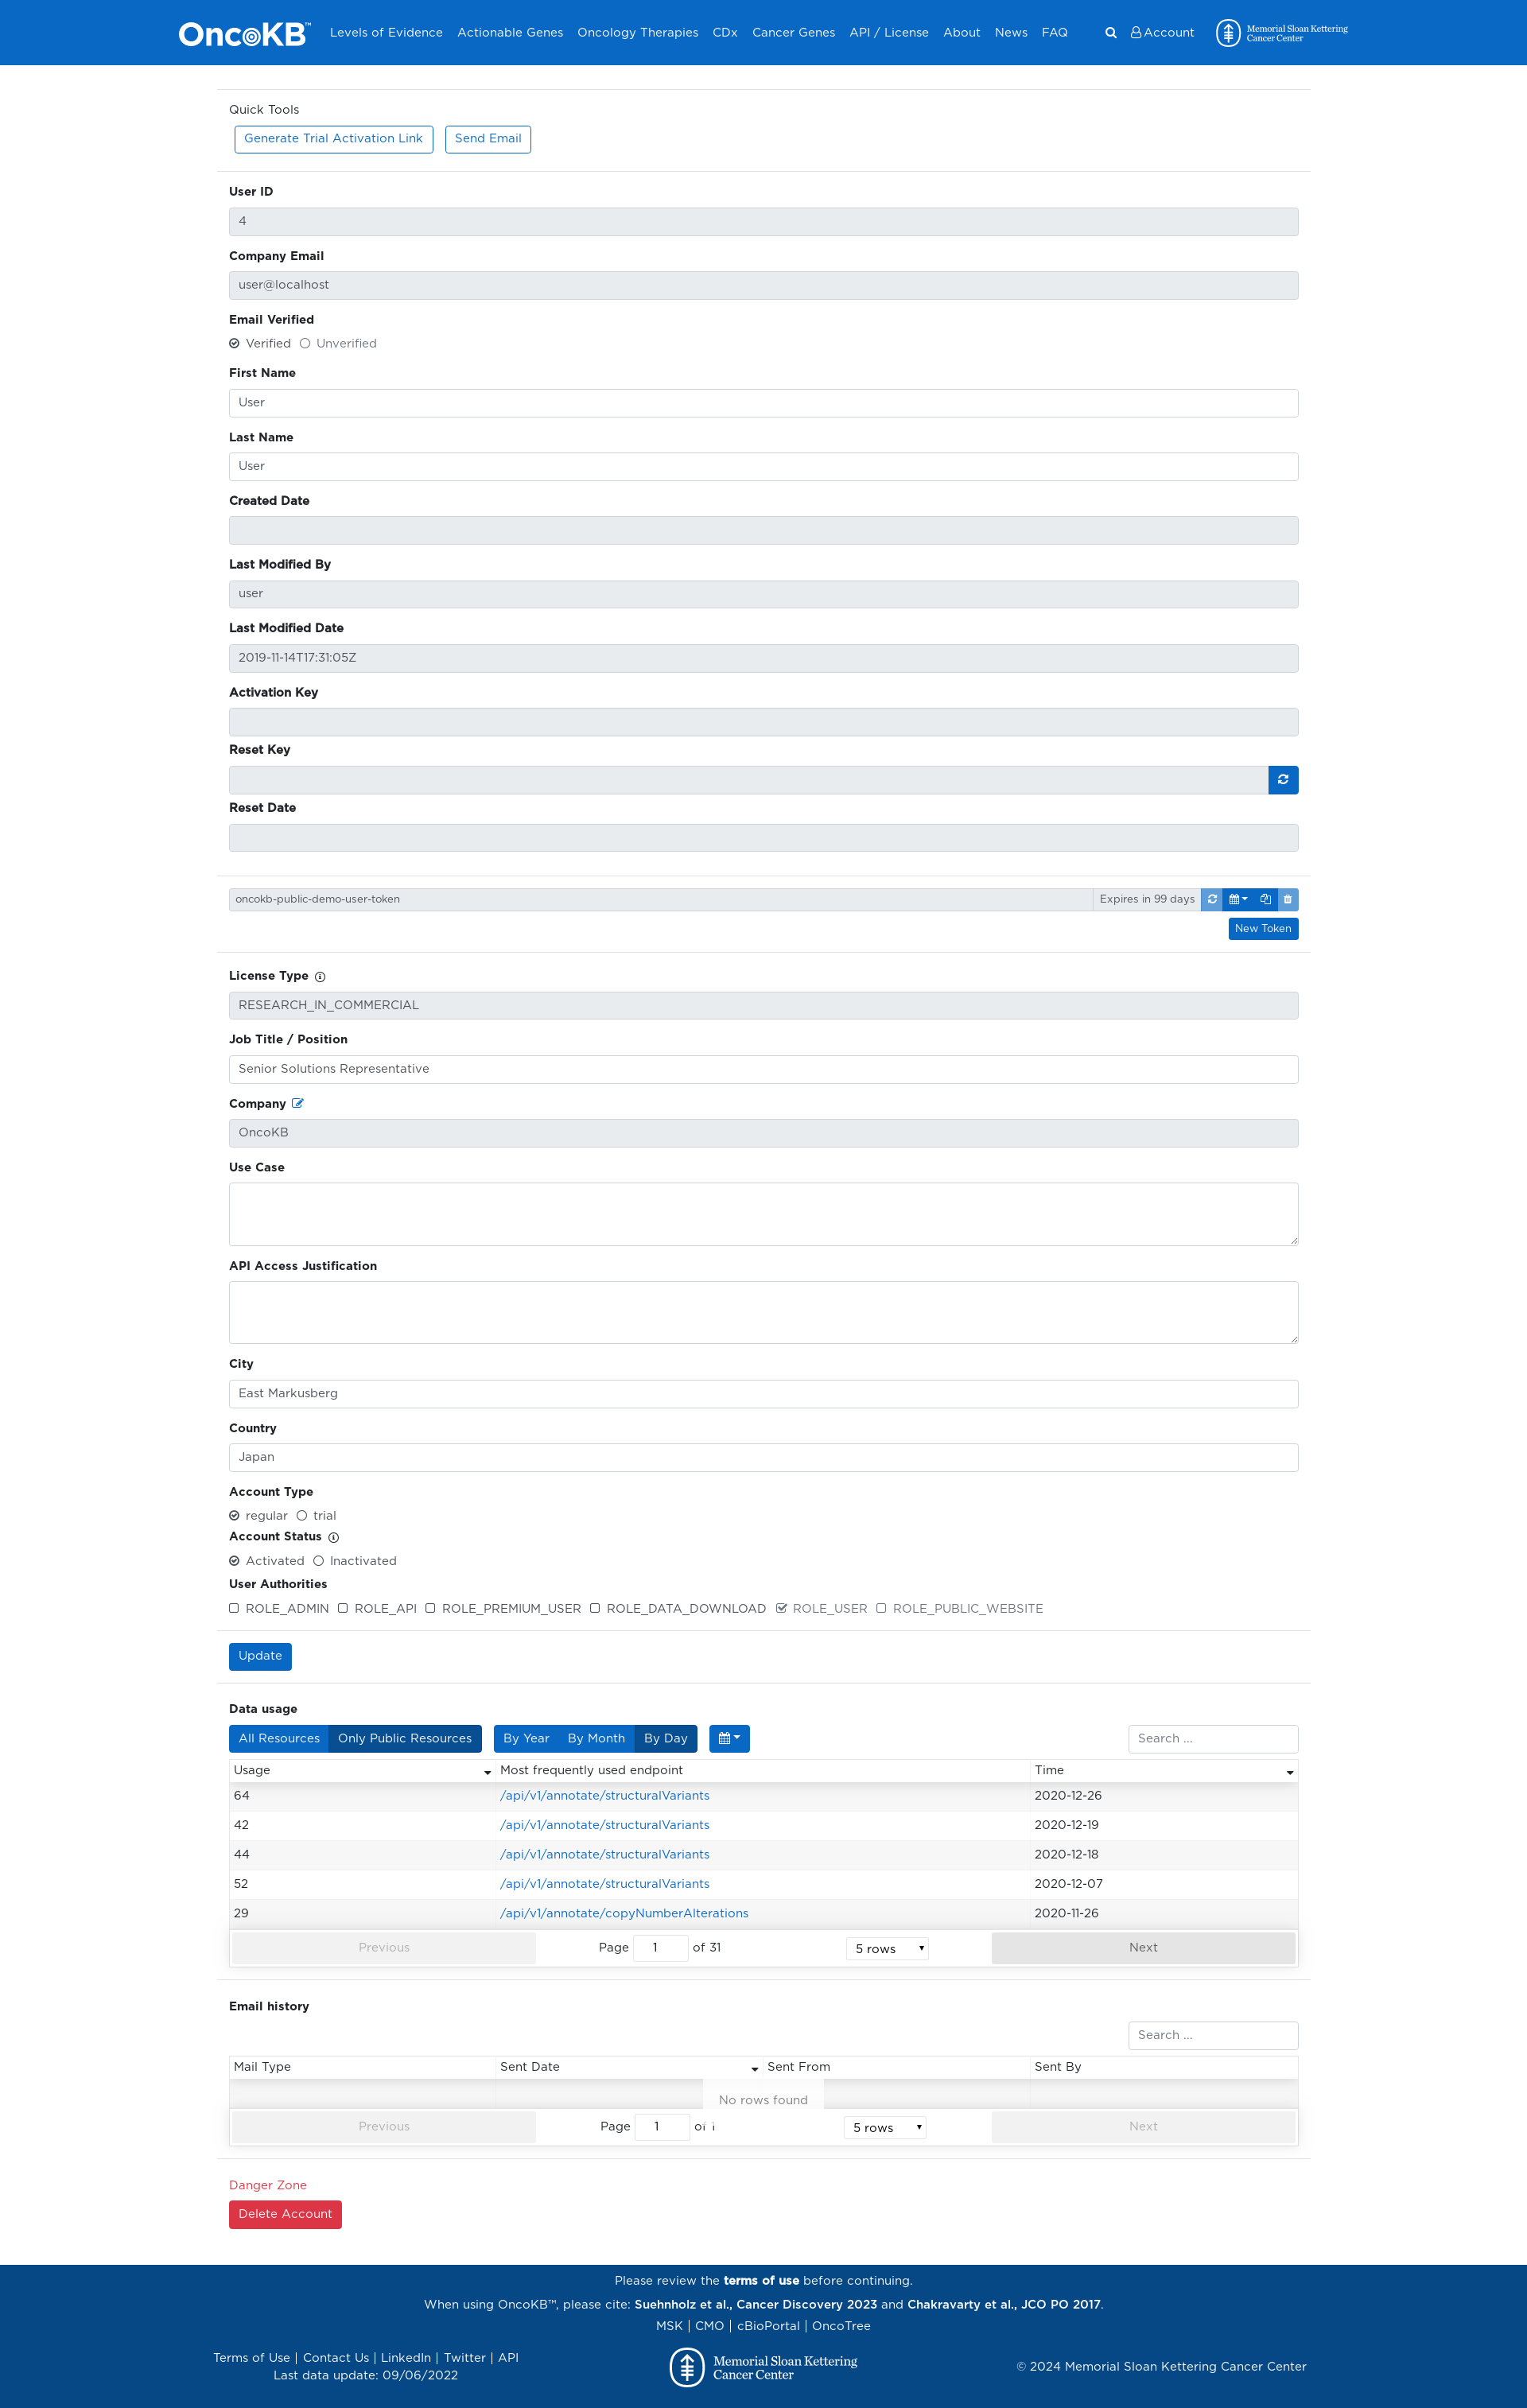 OncoKB™ Levels of Evidence Actionable Genes Oncology Therapies CDx Cancer Genes API / License About News FAQ Account Memorial Sloan Kettering
Cancer Center
Quick Tools
Generate Trial Activation Link Send Email
User ID
4
Company Email
user@localhost
Email Verified
Verified Unverified
First Name
User
Last Name
User
Created Date
Last Modified By
user
Last Modified Date
2019-11-14T17:31:05Z
Activation Key
Reset Key
Reset Date
oncokb-public-demo-user-token Expires in 99 days
New Token
License Type
RESEARCH_IN_COMMERCIAL
Job Title / Position
Senior Solutions Representative
Company
OncoKB
Use Case
API Access Justification
City
East Markusberg
Country
Japan
Account Type
regular trial
Account Status
Activated Inactivated
User Authorities
ROLE_ADMIN ROLE_API ROLE_PREMIUM_USER ROLE_DATA_DOWNLOAD ROLE_USER ROLE_PUBLIC_WEBSITE
Update
Data usage
All Resources Only Public Resources By Year By Month By Day Search ...
Usage Most frequently used endpoint Time
64 /api/v1/annotate/structuralVariants 2020-12-26
42 /api/v1/annotate/structuralVariants 2020-12-19
44 /api/v1/annotate/structuralVariants 2020-12-18
52 /api/v1/annotate/structuralVariants 2020-12-07
29 /api/v1/annotate/copyNumberAlterations 2020-11-26
Previous Page 1 of 31 5 rows Next
Email history
Search ...
Mail Type Sent Date Sent From Sent By
No rows found
Previous Page 1 of 1 5 rows Next
Danger Zone
Delete Account
Please review the terms of use before continuing.
When using OncoKB™, please cite: Suehnholz et al., Cancer Discovery 2023 and Chakravarty et al., JCO PO 2017.
MSK | CMO | cBioPortal | OncoTree
Terms of Use | Contact Us | LinkedIn | Twitter | API
Last data update: 09/06/2022
Memorial Sloan Kettering
Cancer Center
© 2024 Memorial Sloan Kettering Cancer Center